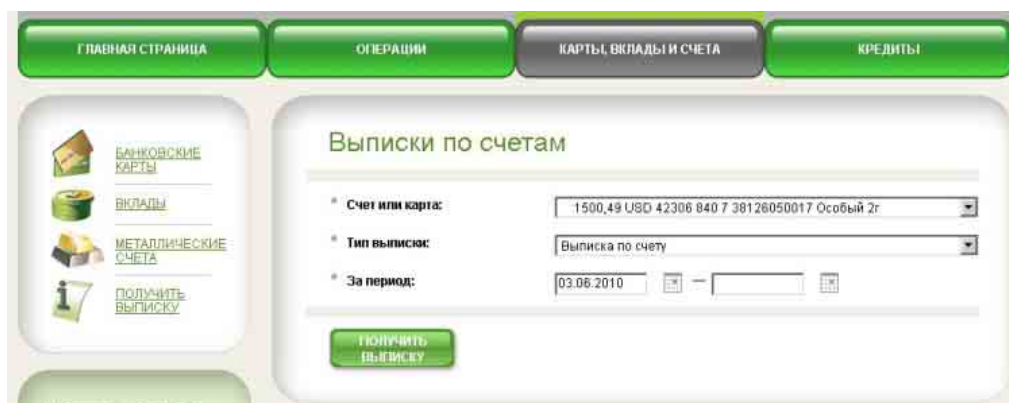 ГЛАВНАЯ СТРАНИЦА
ОПЕРАЦИИ
КАРТЫ, ВКЛАДЫ И СЧЕТА
КРЕДИТЫ
БАНКОВСКИЕ
КАРТЫ
ВКЛАДЫ
МЕТАЛЛИЧЕСКИЕ
СЧЕТА
ПОЛУЧИТЬ
ВЫПИСКУ
Выписки по счетам
* Счет или карта:
1500,49 USD 42306 840 7 38126050017 Особый 2г
* Тип выписки:
Выписка по счету
* За период:
03.06.2010 —
ПОЛУЧИТЬ
ВЫПИСКУ